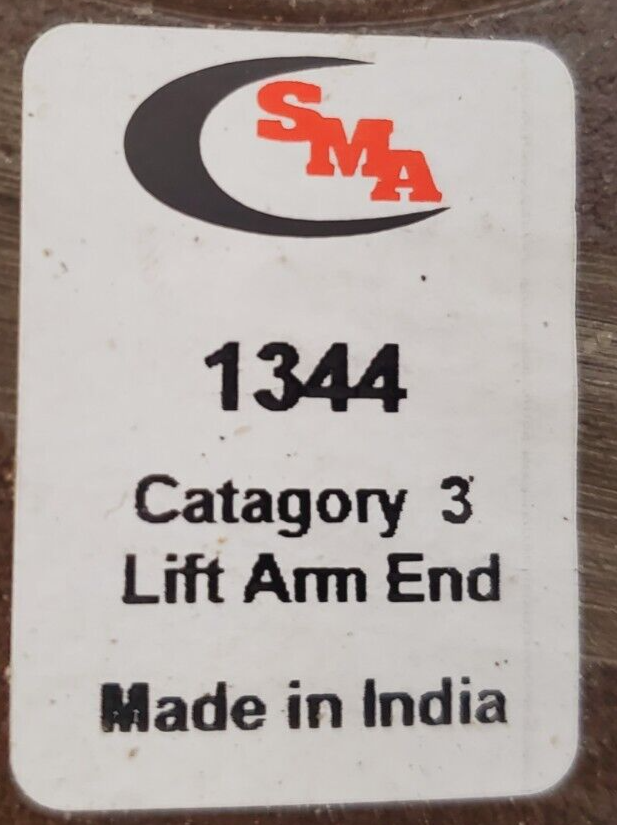 SMA
1344
Catagory 3
Lift Arm End
Made in India